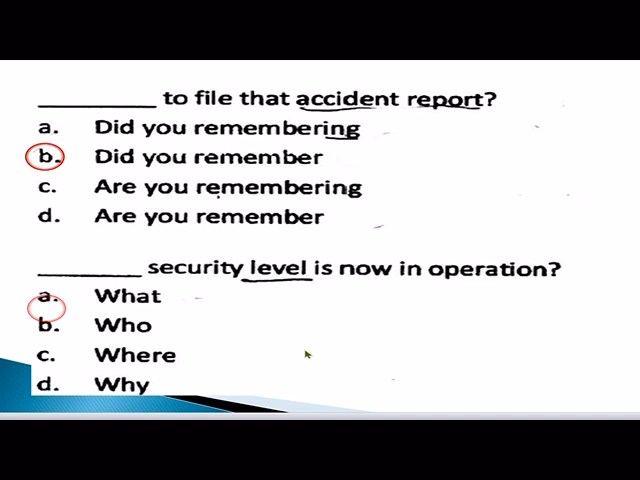 _________ to file that accident report?
a. Did you remembering
b. Did you remember
c. Are you remembering
d. Are you remember
________ security level is now in operation?
a. What
b. Who
c. Where
d. Why